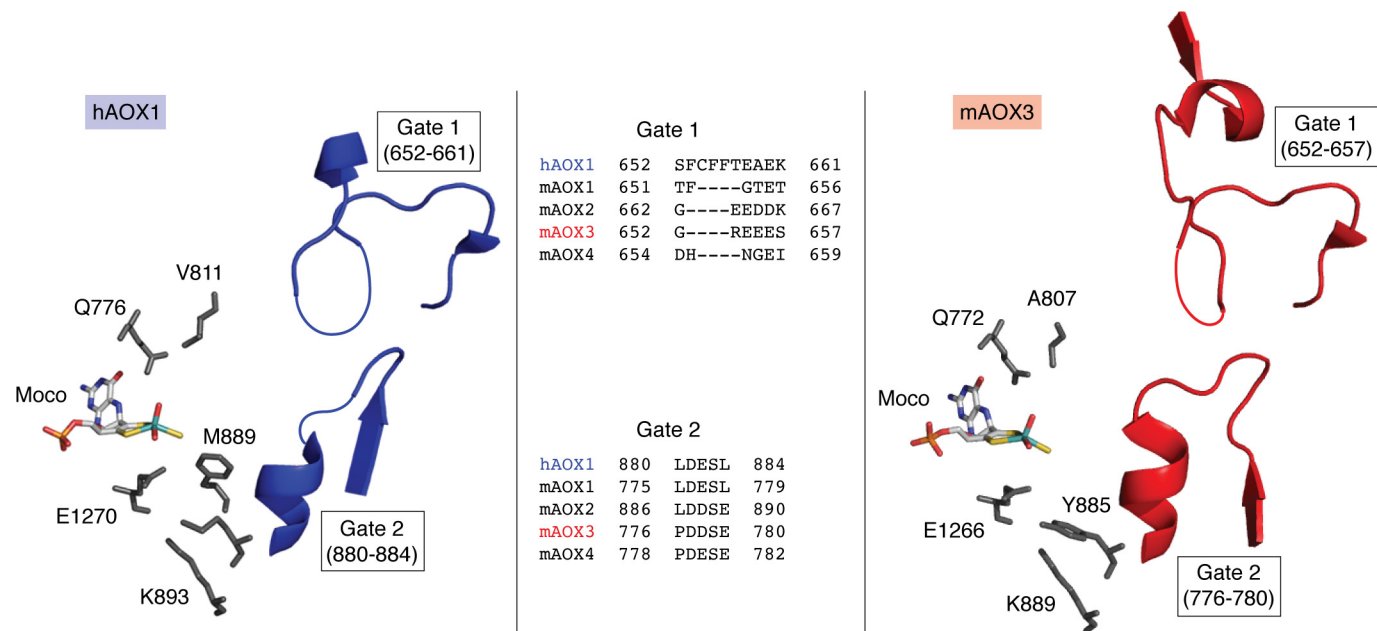 hAOX1
Gate 1
(652-661)
V811
Q776
Moco
M889
E1270
Gate 2
(880-884)
K893
Gate 1
hAOX1 652 SFCFFTEAEK 661
mAOX1 651 TF----GTET 656
mAOX2 662 G----EEDDK 667
mAOX3 652 G----REEES 657
mAOX4 654 DH----NGEI 659
Gate 2
hAOX1 880 LDESL 884
mAOX1 775 LDESL 779
mAOX2 886 LDDSE 890
mAOX3 776 PDDSE 780
mAOX4 778 PDESE 782
mAOX3
Gate 1
(652-657)
A807
Q772
Moco
Y885
E1266
K889
Gate 2
(776-780)